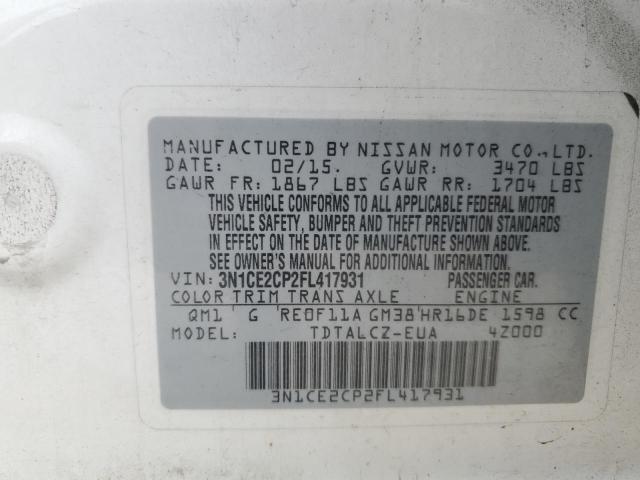 MANUFACTURED BY NISSAN MOTOR CO., LTD.
DATE: 02/15. GVWR: 3470 LBS
GAWR FR: 1867 LBS GAWR RR: 1704 LBS
THIS VEHICLE CONFORMS TO ALL APPLICABLE FEDERAL MOTOR
VEHICLE SAFETY, BUMPER AND THEFT PREVENTION STANDARDS
IN EFFECT ON THE DATE OF MANUFACTURE SHOWN ABOVE.
SEE OWNER'S MANUAL FOR ADDITIONAL INFORMATION.
VIN: 3N1CE2CP2FL417931 PASSENGER CAR.
COLOR TRIM TRANS AXLE ENGINE
QM1 G RE0F11A GM38 HR16DE 1598 CC
MODEL: TDTALCZ-EUA 4Z000
3N1CE2CP2FL417931